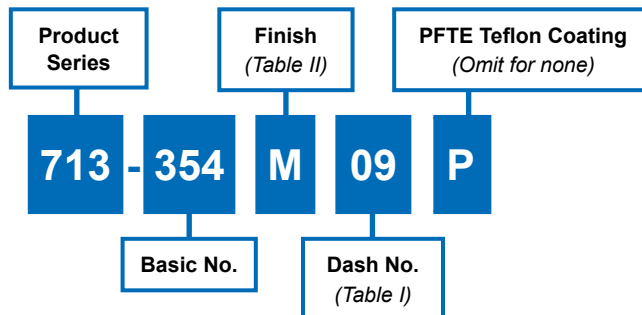 Product
Series
Finish
(Table II)
PFTE Teflon Coating
(Omit for none)
713 - 354 M 09 P
Basic No.
Dash No.
(Table I)